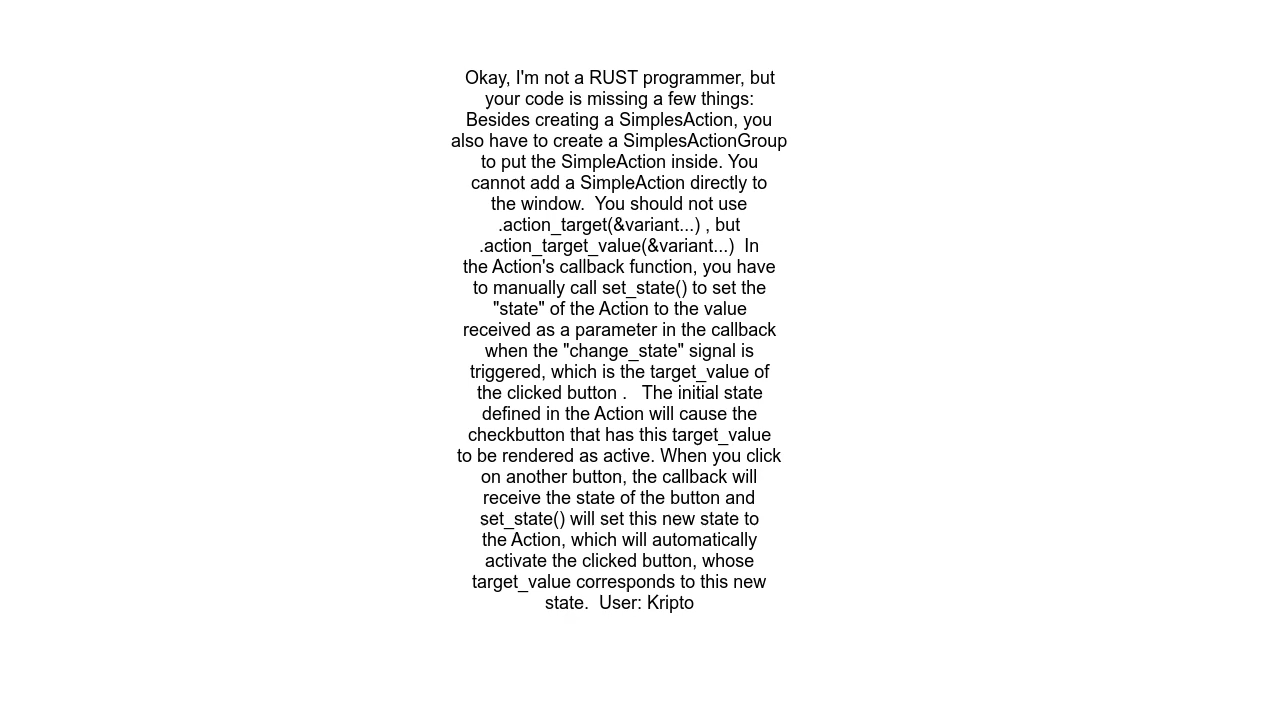 Okay, I'm not a RUST programmer, but
your code is missing a few things:
Besides creating a SimplesAction, you
also have to create a SimplesActionGroup
to put the SimpleAction inside. You
cannot add a SimpleAction directly to
the window.  You should not use
.action_target(&variant...) , but
.action_target_value(&variant...)  In
the Action's callback function, you have
to manually call set_state() to set the
"state" of the Action to the value
received as a parameter in the callback
when the "change_state" signal is
triggered, which is the target_value of
the clicked button .   The initial state
defined in the Action will cause the
checkbutton that has this target_value
to be rendered as active. When you click
on another button, the callback will
receive the state of the button and
set_state() will set this new state to
the Action, which will automatically
activate the clicked button, whose
target_value corresponds to this new
state.  User: Kripto